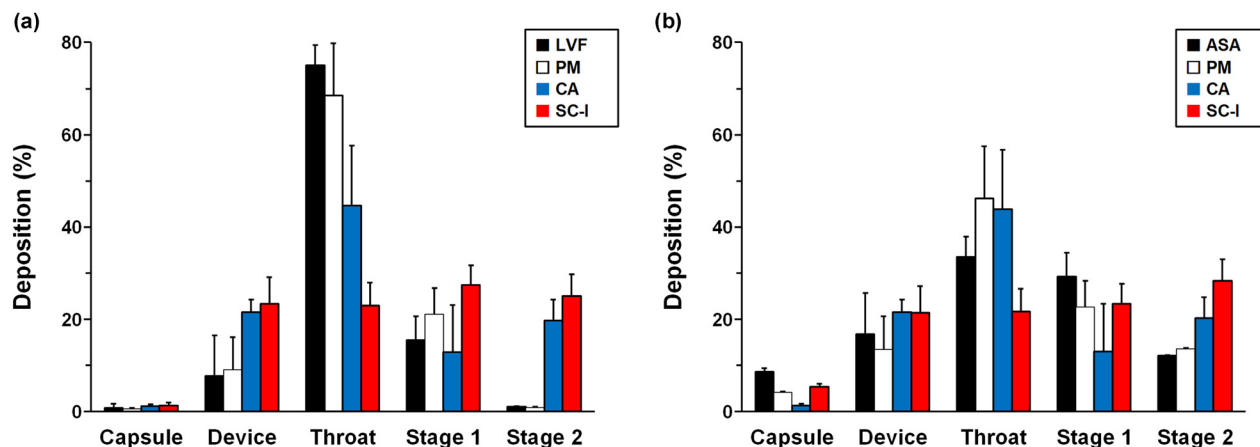 (a)
Deposition (%)
80
60
40
20
0
LVF
PM
CA
SC-I
Capsule Device Throat Stage 1 Stage 2
(b)
Deposition (%)
80
60
40
20
0
ASA
PM
CA
SC-I
Capsule Device Throat Stage 1 Stage 2